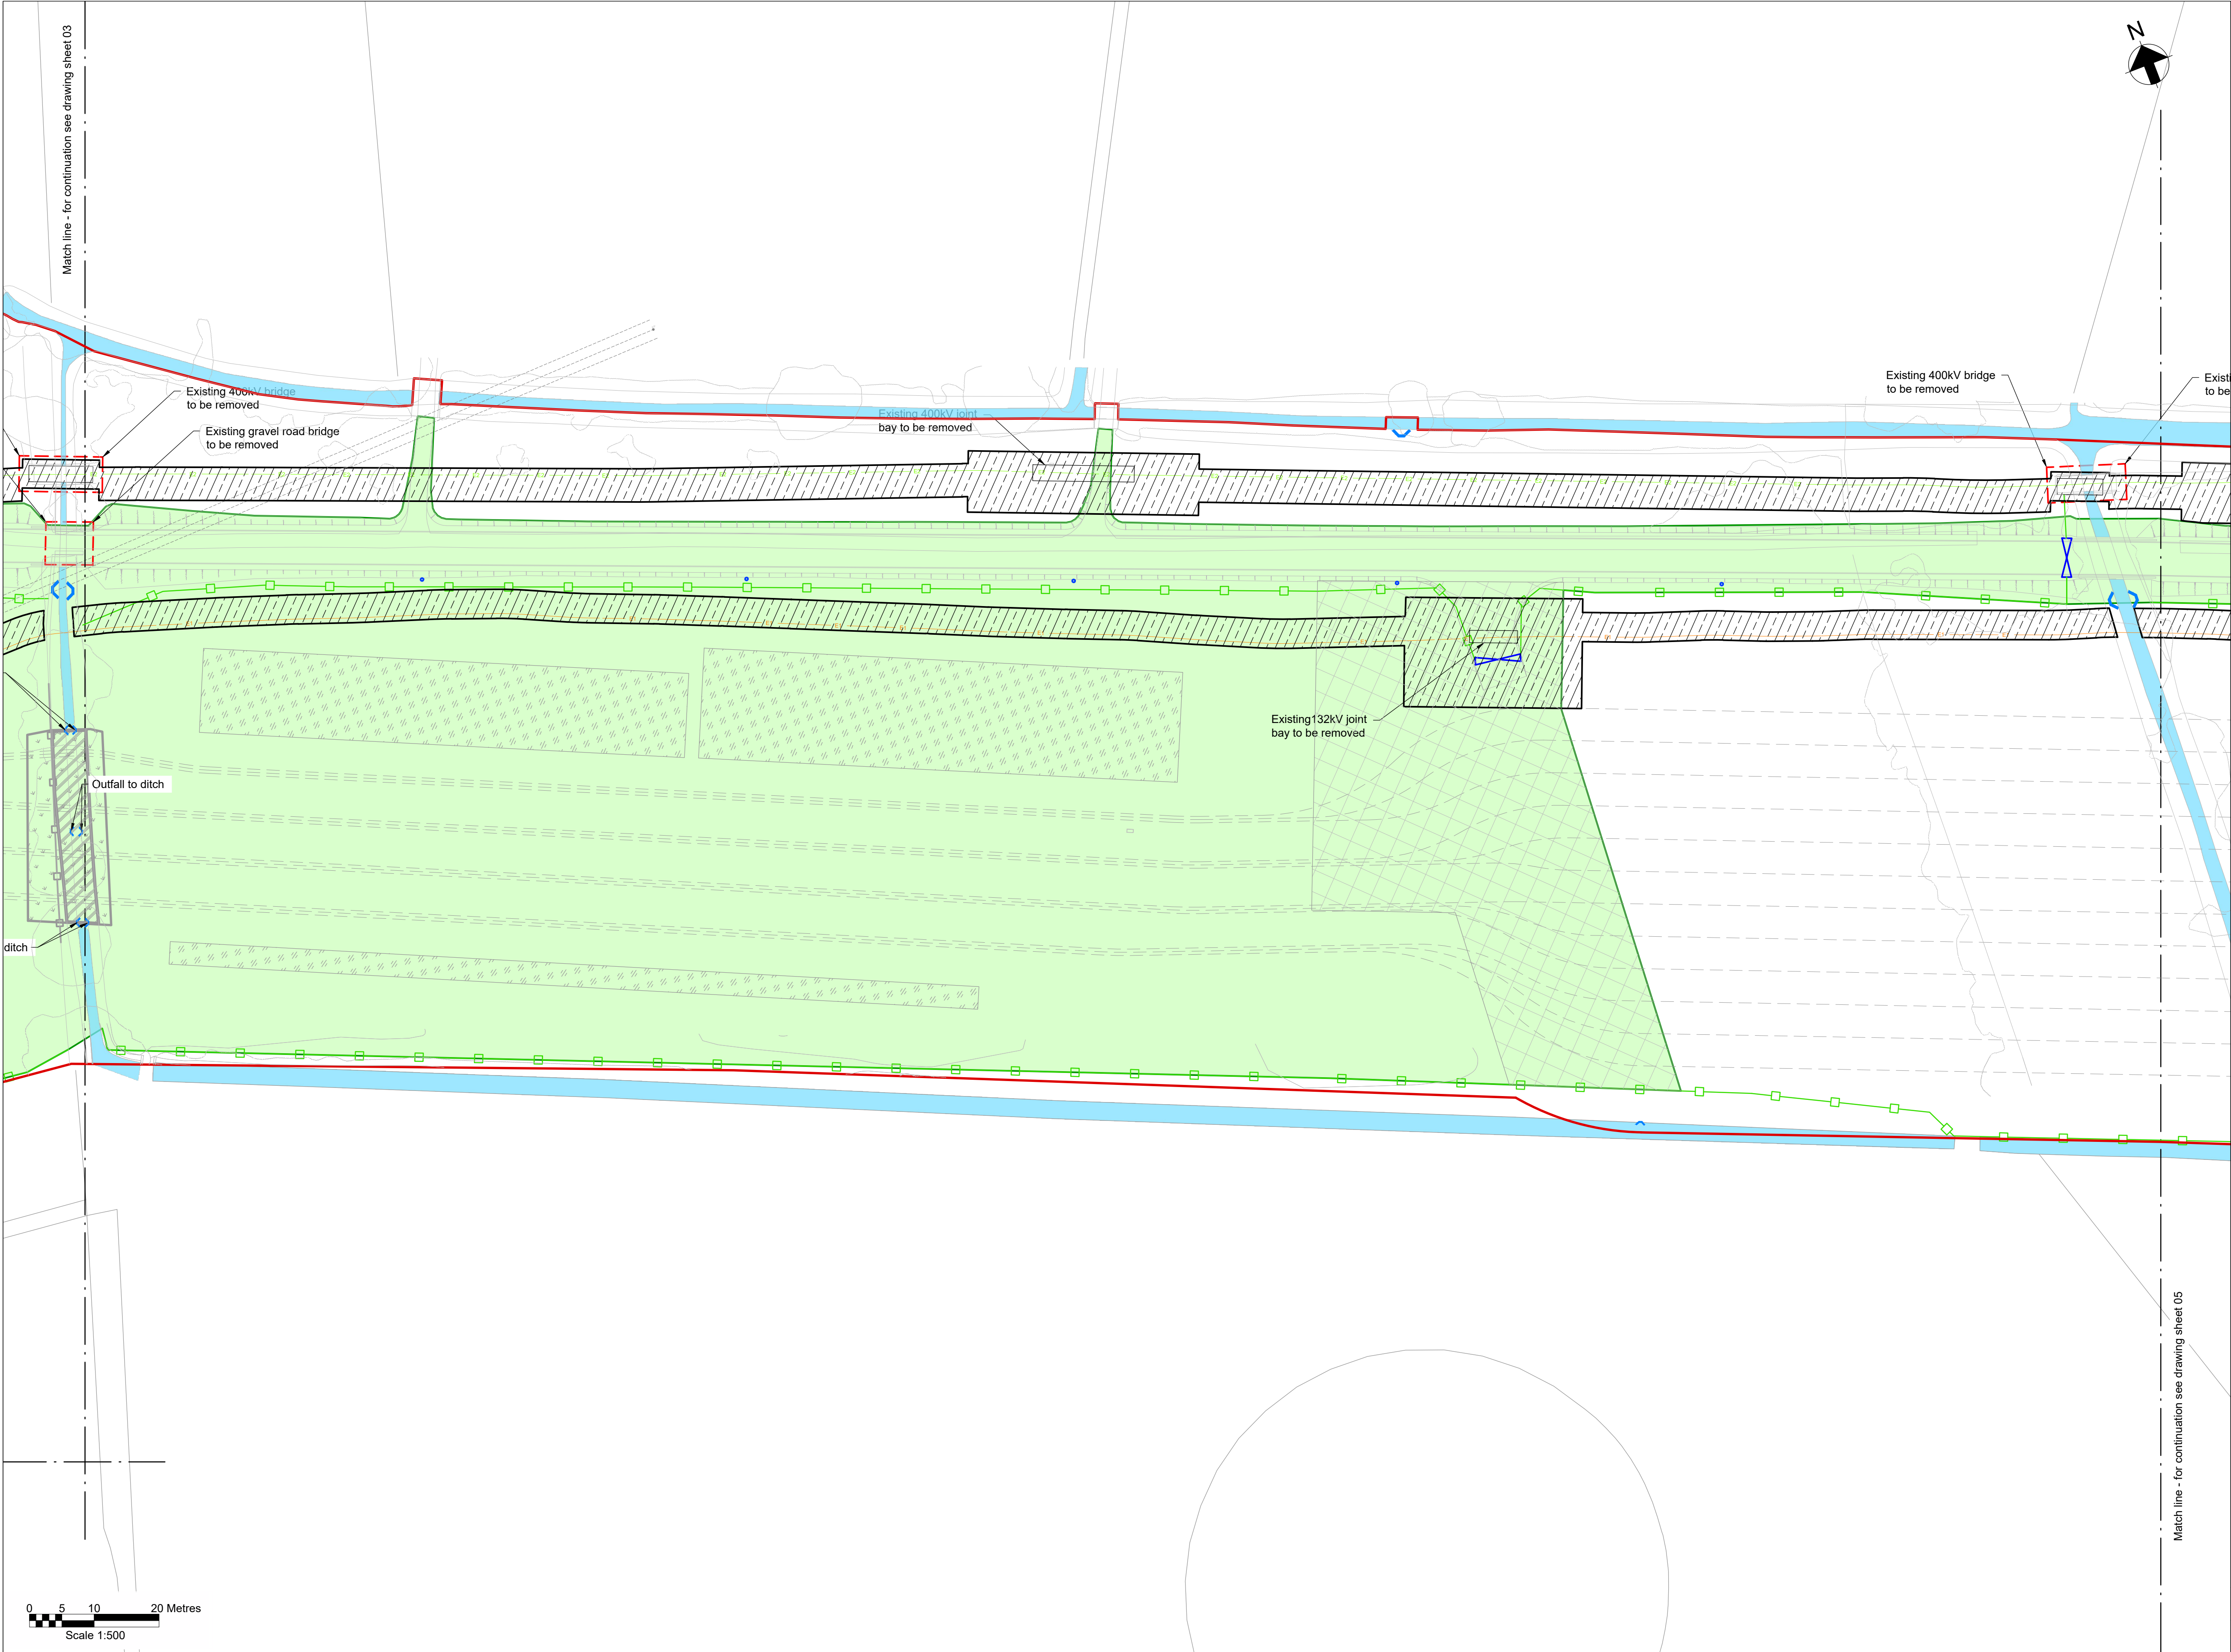 Match line - for continuation see drawing sheet 03
N
Existing 400kV bridge
to be removed
Existing gravel road bridge
to be removed
Existing 400kV joint
bay to be removed
Existing 400kV bridge
to be removed
Existi
to be
Existing132kV joint
bay to be removed
Outfall to ditch
ditch
Match line - for continuation see drawing sheet 05
0 5 10 20 Metres
Scale 1:500